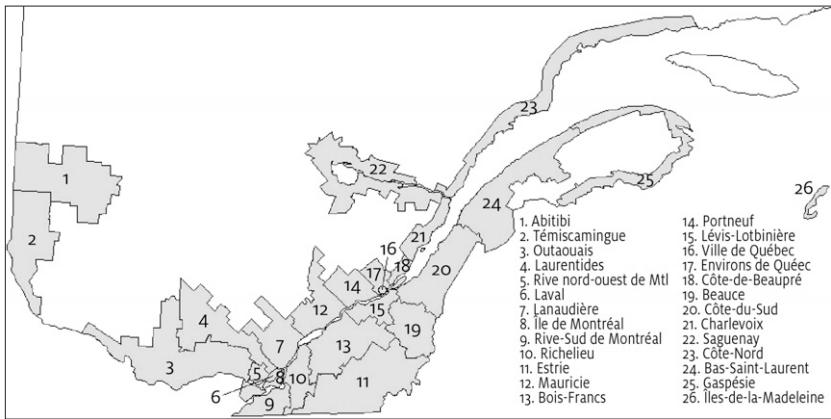 23
26
1
22
25
24
2
21
16
18
17
14
20
15
12
4
19
7
13
3
5
8
10
11
6
9
1. Abitibi
2. Témiscamingue
3. Outaouais
4. Laurentides
5. Rive nord-ouest de Mtl
6. Laval
7. Lanaudière
8. Île de Montréal
9. Rive-Sud de Montréal
10. Richelieu
11. Estrie
12. Mauricie
13. Bois-Francs
14. Portneuf
15. Lévis-Lotbinière
16. Ville de Québec
17. Environs de Québec
18. Côte-de-Beaupré
19. Beauce
20. Côte-du-Sud
21. Charlevoix
22. Saguenay
23. Côte-Nord
24. Bas-Saint-Laurent
25. Gaspésie
26. Îles-de-la-Madeleine